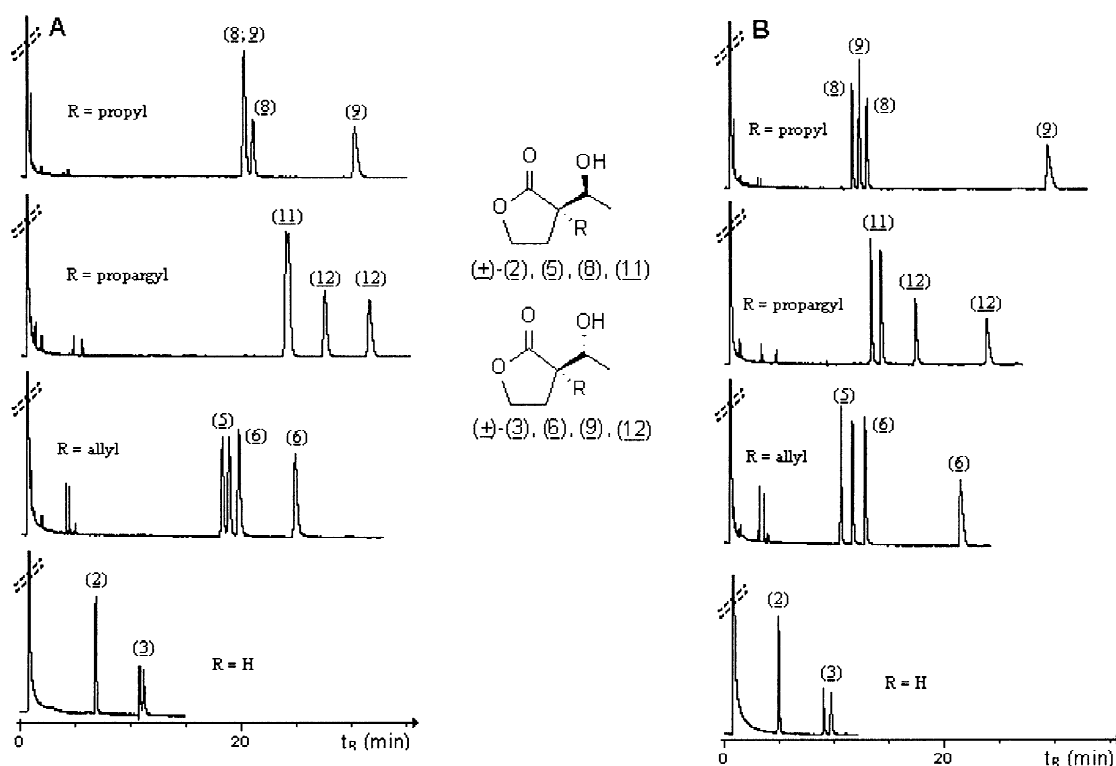 A
(8; 9)
(8)
(9)
R = propyl
(11)
(12)
(12)
R = propargyl
(5)
(6)
(6)
R = allyl
(2)
(3)
R = H
0
20
tR (min)
O
OH
O
R
(±)-(2), (5), (8), (11)
O
OH
O
R
(±)-(3), (6), (9), (12)
B
(9)
(8)
(8)
(9)
R = propyl
(11)
(12)
(12)
R = propargyl
(5)
(6)
(6)
R = allyl
(2)
(3)
R = H
0
20
tR (min)